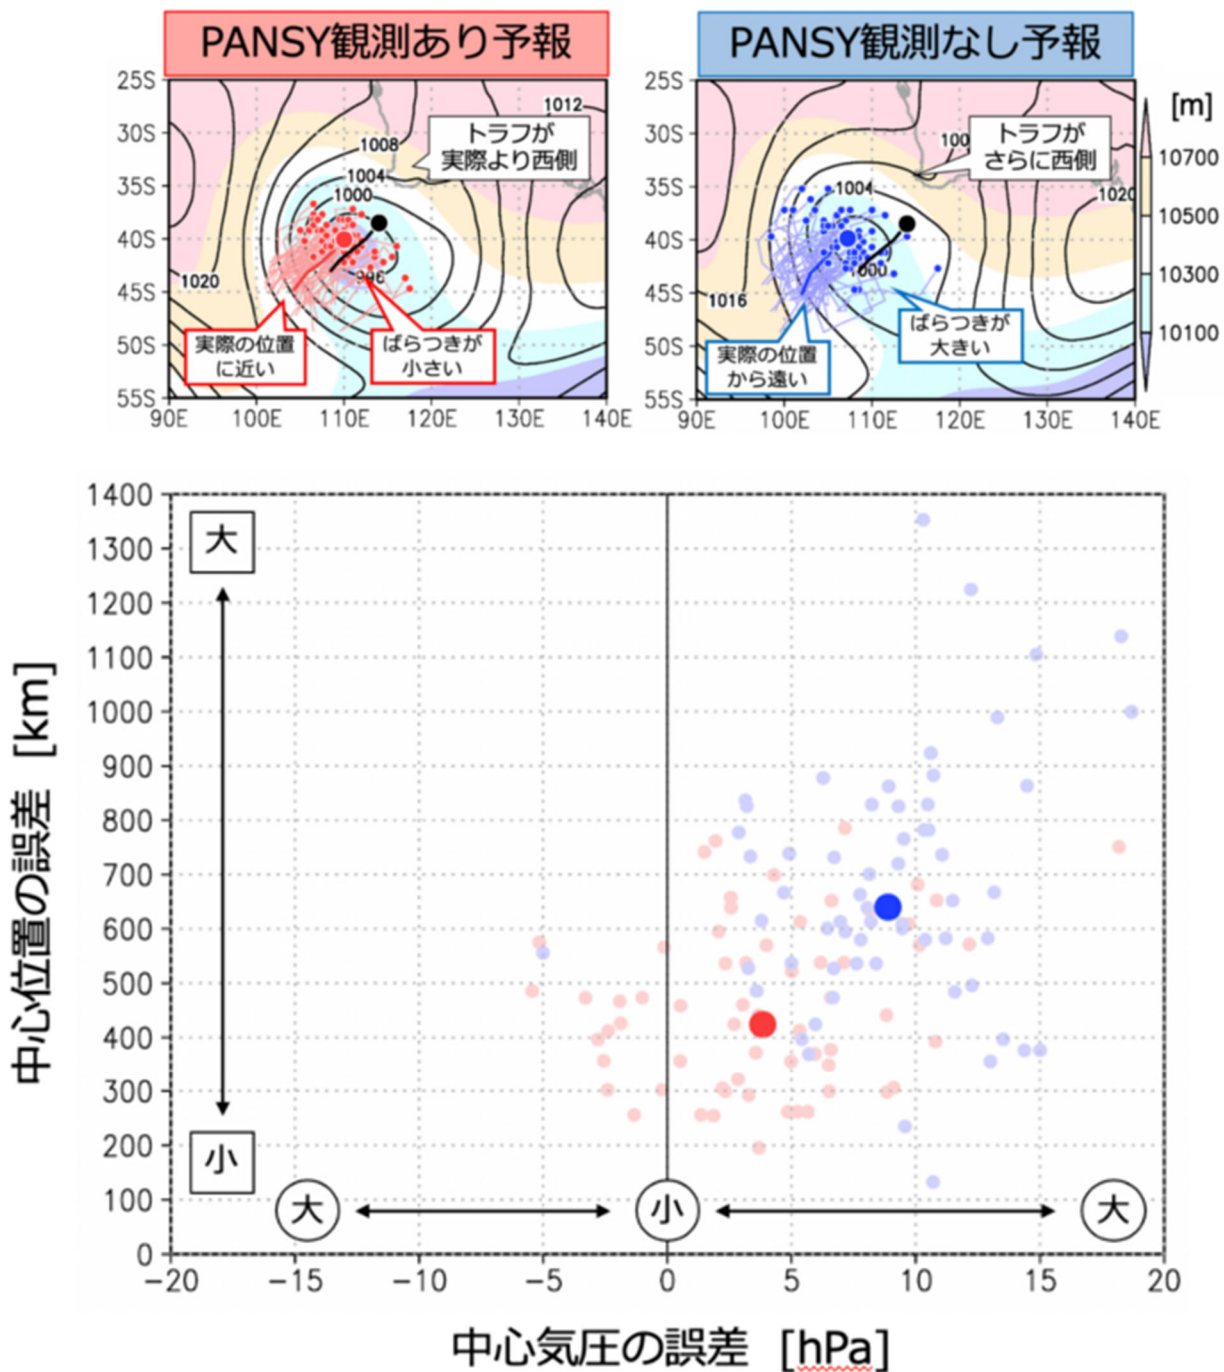 PANSY観測あり予報
PANSY観測なし予報
25S
30S
35S
40S
45S
50S
55S
90E
100E
110E
120E
130E
140E
1012
1008
1004
1000
996
1020
トラフが
実際より西側
実際の位置
に近い
ばらつきが
小さい
25S
30S
35S
40S
45S
50S
55S
90E
100E
110E
120E
130E
140E
100
1004
1020
1000
1016
トラフが
さらに西側
実際の位置
から遠い
ばらつきが
大きい
[m]
10700
10500
10300
10100
中心位置の誤差 [km]
1400
1300
1200
1100
1000
900
800
700
600
500
400
300
200
100
0
大
小
大
小
大
-20
-15
-10
-5
0
5
10
15
20
中心気圧の誤差 [hPa]